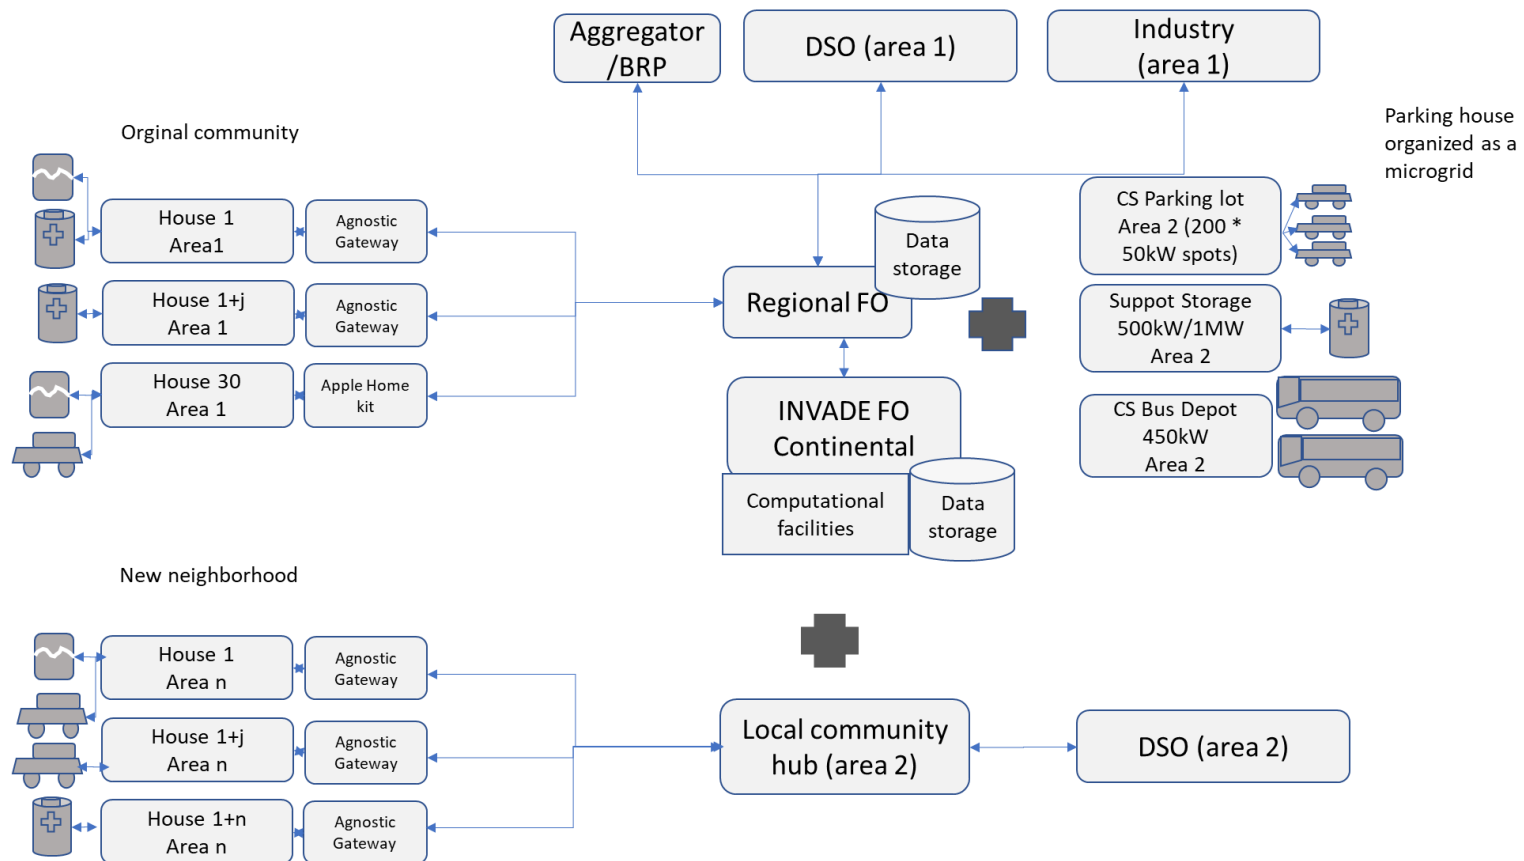 Aggregator
/BRP
DSO (area 1)
Industry
(area 1)
Orginal community
Parking house
organized as a
microgrid
House 1
Area1
Agnostic
Gateway
House 1+j
Area 1
Agnostic
Gateway
House 30
Area 1
Apple Home
kit
Data
storage
Regional FO
INVADE FO
Continental
Computational
facilities
Data
storage
CS Parking lot
Area 2 (200 *
50kW spots)
Suppot Storage
500kW/1MW
Area 2
CS Bus Depot
450kW
Area 2
New neighborhood
House 1
Area n
Agnostic
Gateway
House 1+j
Area n
Agnostic
Gateway
House 1+n
Area n
Agnostic
Gateway
Local community
hub (area 2)
DSO (area 2)